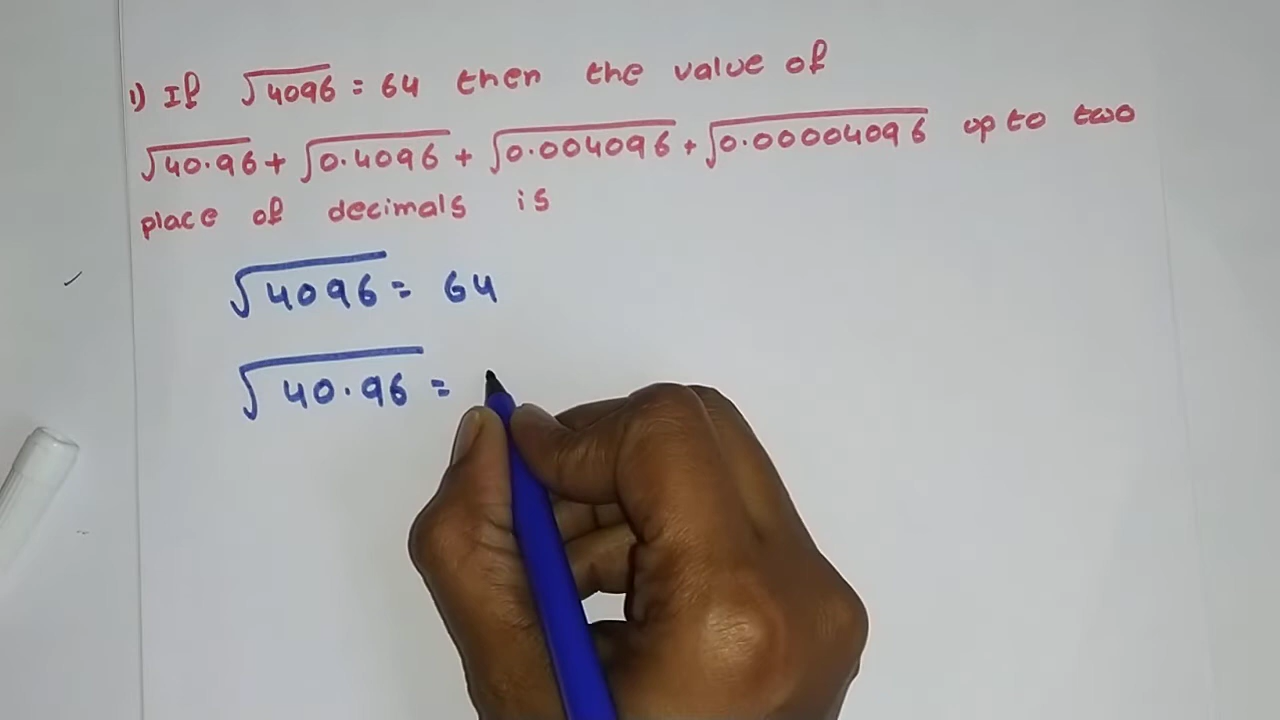 1) If √4096 = 64 then the value of
√40.96 + √0.4096 + √0.004096 + √0.00004096 up to two
place of decimals is
√4096 = 64
√40.96 =